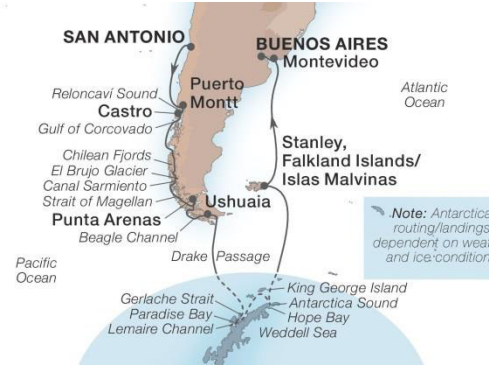 SAN ANTONIO
BUENOS AIRES
Montevideo
Reloncaví Sound
Puerto
Montt
Castro
Gulf of Corcovado
Atlantic
Ocean
Chilean Fjords
El Brujo Glacier
Canal Sarmiento
Strait of Magellan
Punta Arenas
Beagle Channel
Ushuaia
Stanley,
Falkland Islands/
Islas Malvinas
Note: Antarctica
routing/landings
dependent on
and ice
Pacific
Ocean
Drake Passage
Gerlache Strait
Paradise Bay
Lemaire Channel
King George Island
Antarctica Sound
Hope Bay
Weddell Sea